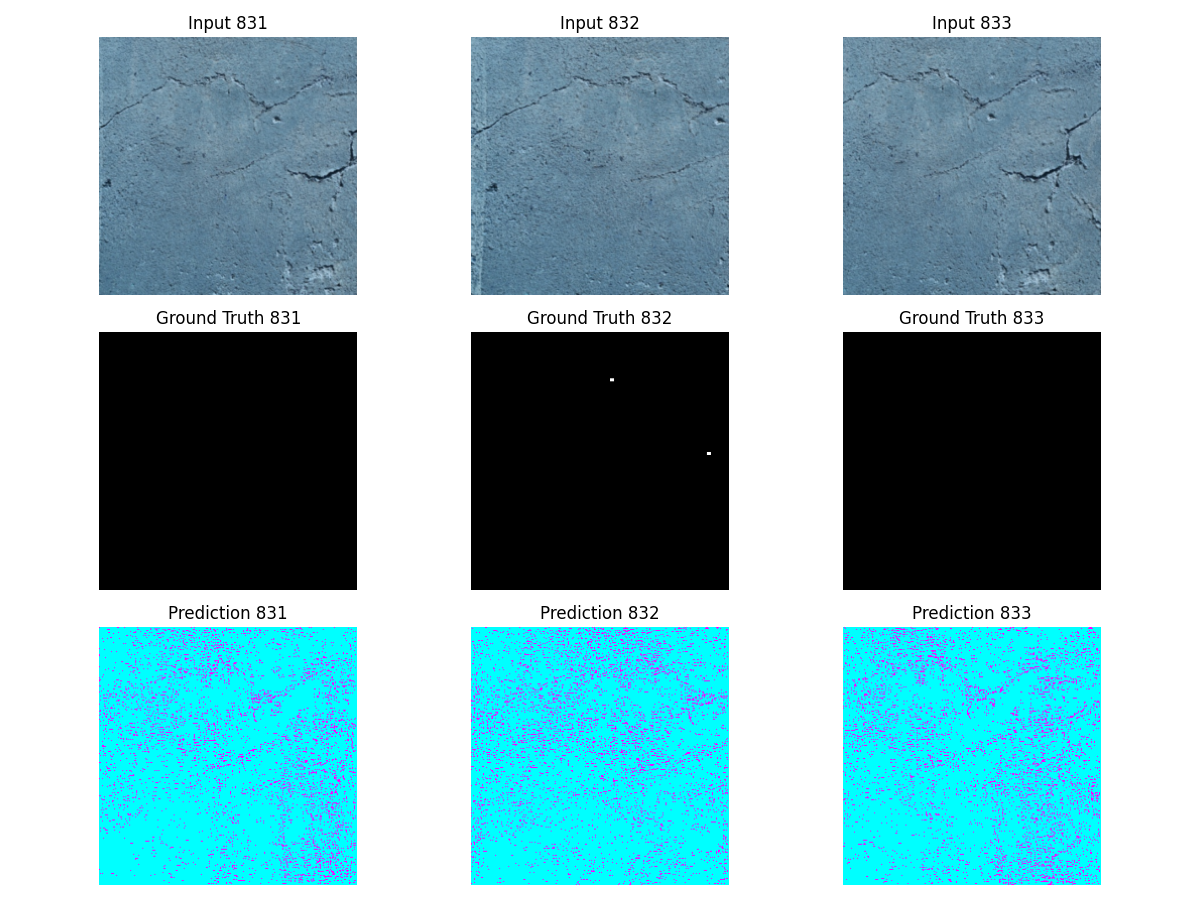 Input 831
Input 832
Input 833
Ground Truth 831
Ground Truth 832
Ground Truth 833
Prediction 831
Prediction 832
Prediction 833